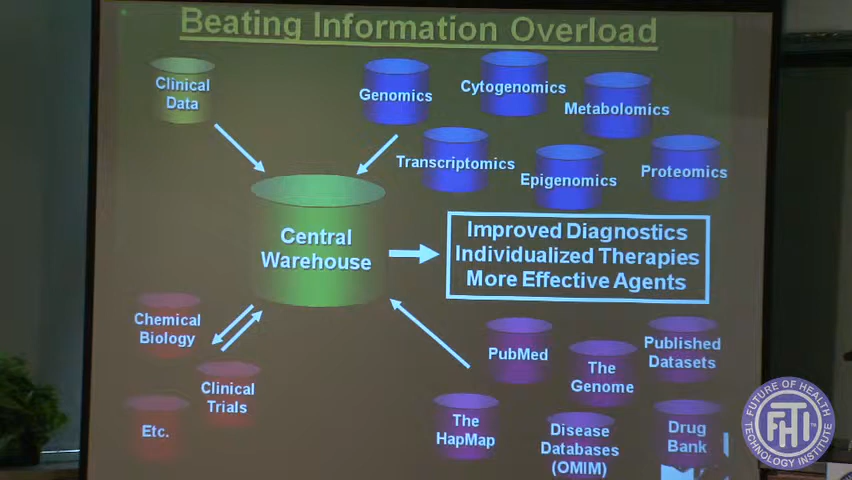 Beating Information Overload
Clinical
Data
Genomics
Cytogenomics
Metabolomics
Transcriptomics
Epigenomics
Proteomics
Central
Warehouse
Improved Diagnostics
Individualized Therapies
More Effective Agents
Chemical
Biology
Clinical
Trials
Etc.
PubMed
The
Genome
Published
Datasets
The
HapMap
Disease
Databases
(OMIM)
Drug
Bank
FUTURE OF HEALTH
FHTI
TECHNOLOGY INSTITUTE